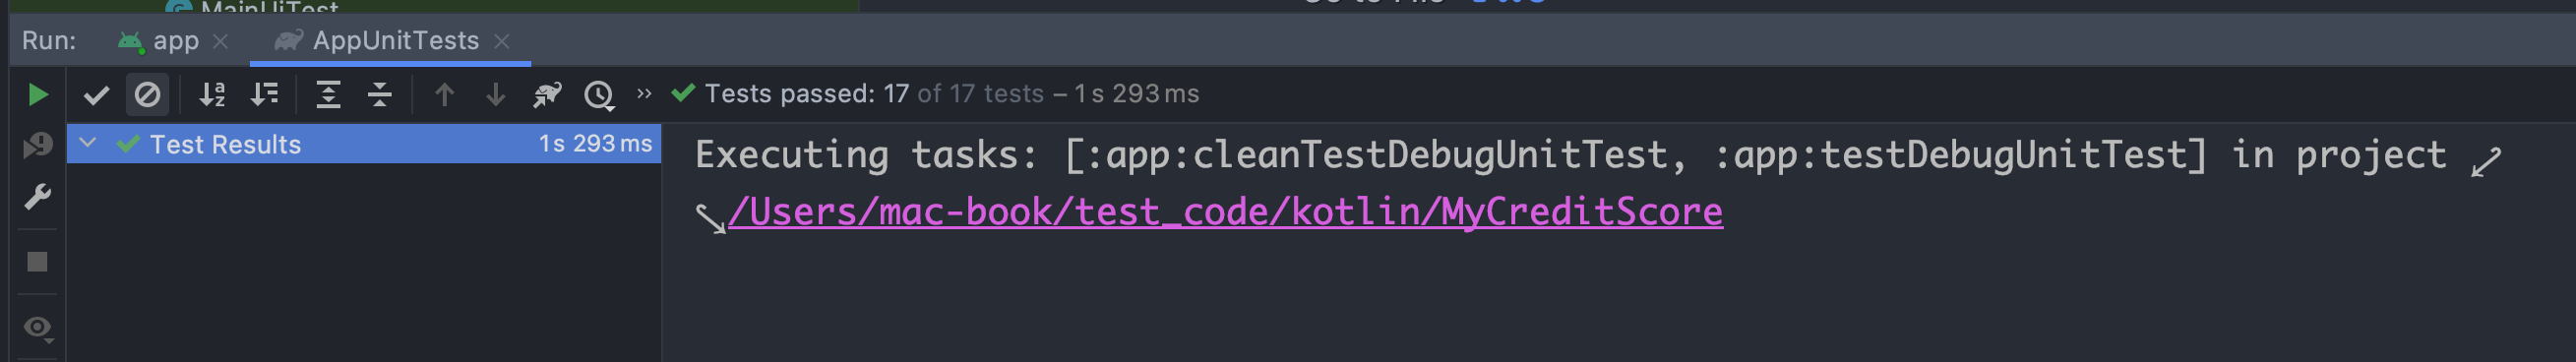 MainUiTest
Run: app AppUnitTests
Tests passed: 17 of 17 tests – 1 s 293 ms
Test Results 1 s 293 ms
Executing tasks: [:app:cleanTestDebugUnitTest, :app:testDebugUnitTest] in project
/Users/mac-book/test_code/kotlin/MyCreditScore